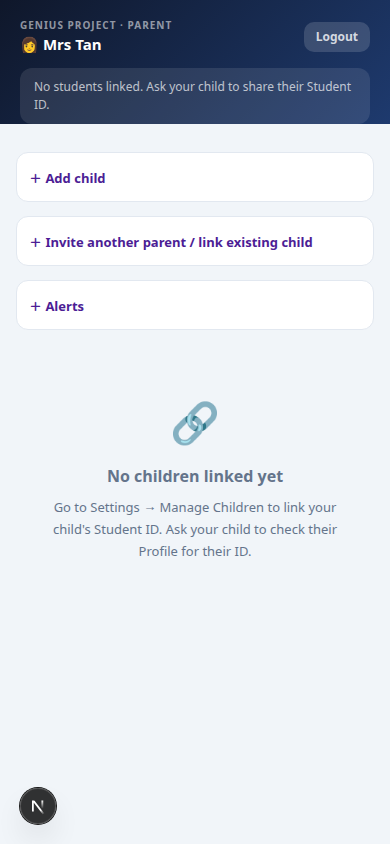 GENIUS PROJECT · PARENT
Mrs Tan
Logout
No students linked. Ask your child to share their Student
ID.
+ Add child
+ Invite another parent / link existing child
+ Alerts
No children linked yet
Go to Settings → Manage Children to link your
child's Student ID. Ask your child to check their
Profile for their ID.
N